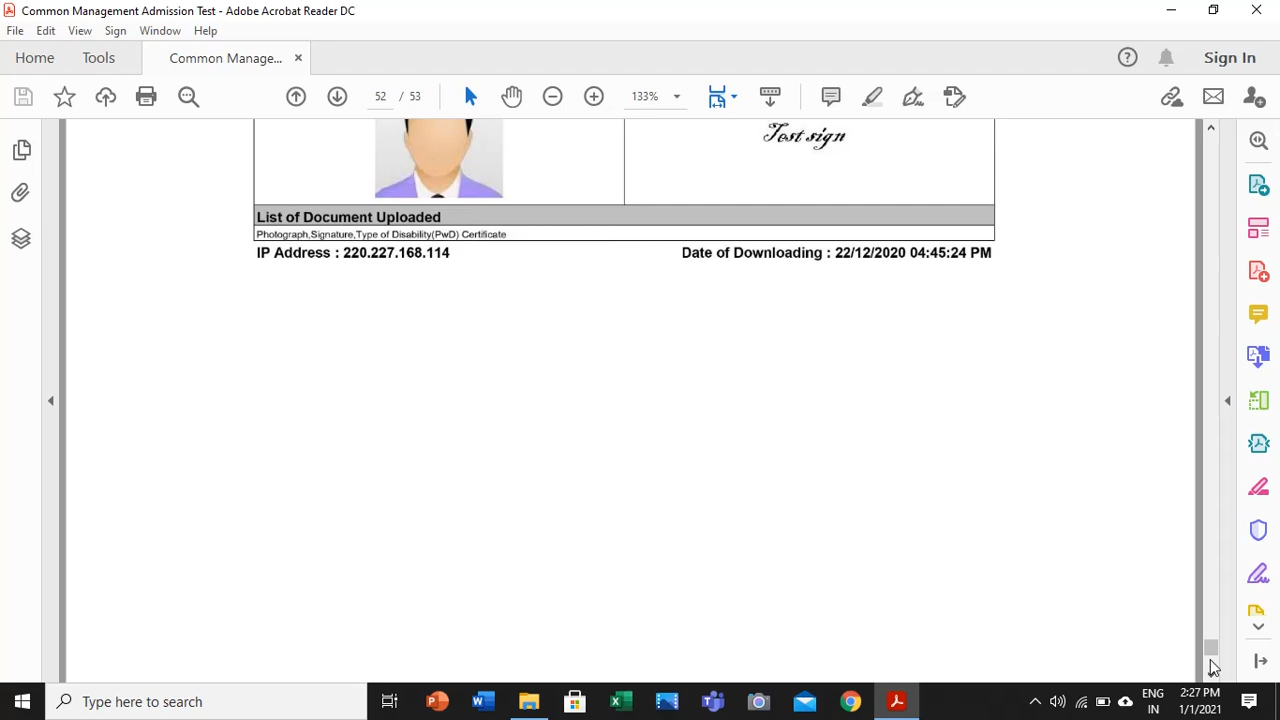 Common Management Admission Test - Adobe Acrobat Reader DC
File Edit View Sign Window Help
Home Tools Common Manage... Sign In
52 / 53 133%
Test sign
List of Document Uploaded
Photograph,Signature,Type of Disability(PwD) Certificate
IP Address : 220.227.168.114 Date of Downloading : 22/12/2020 04:45:24 PM
Type here to search
ENG 2:27 PM
IN 1/1/2021